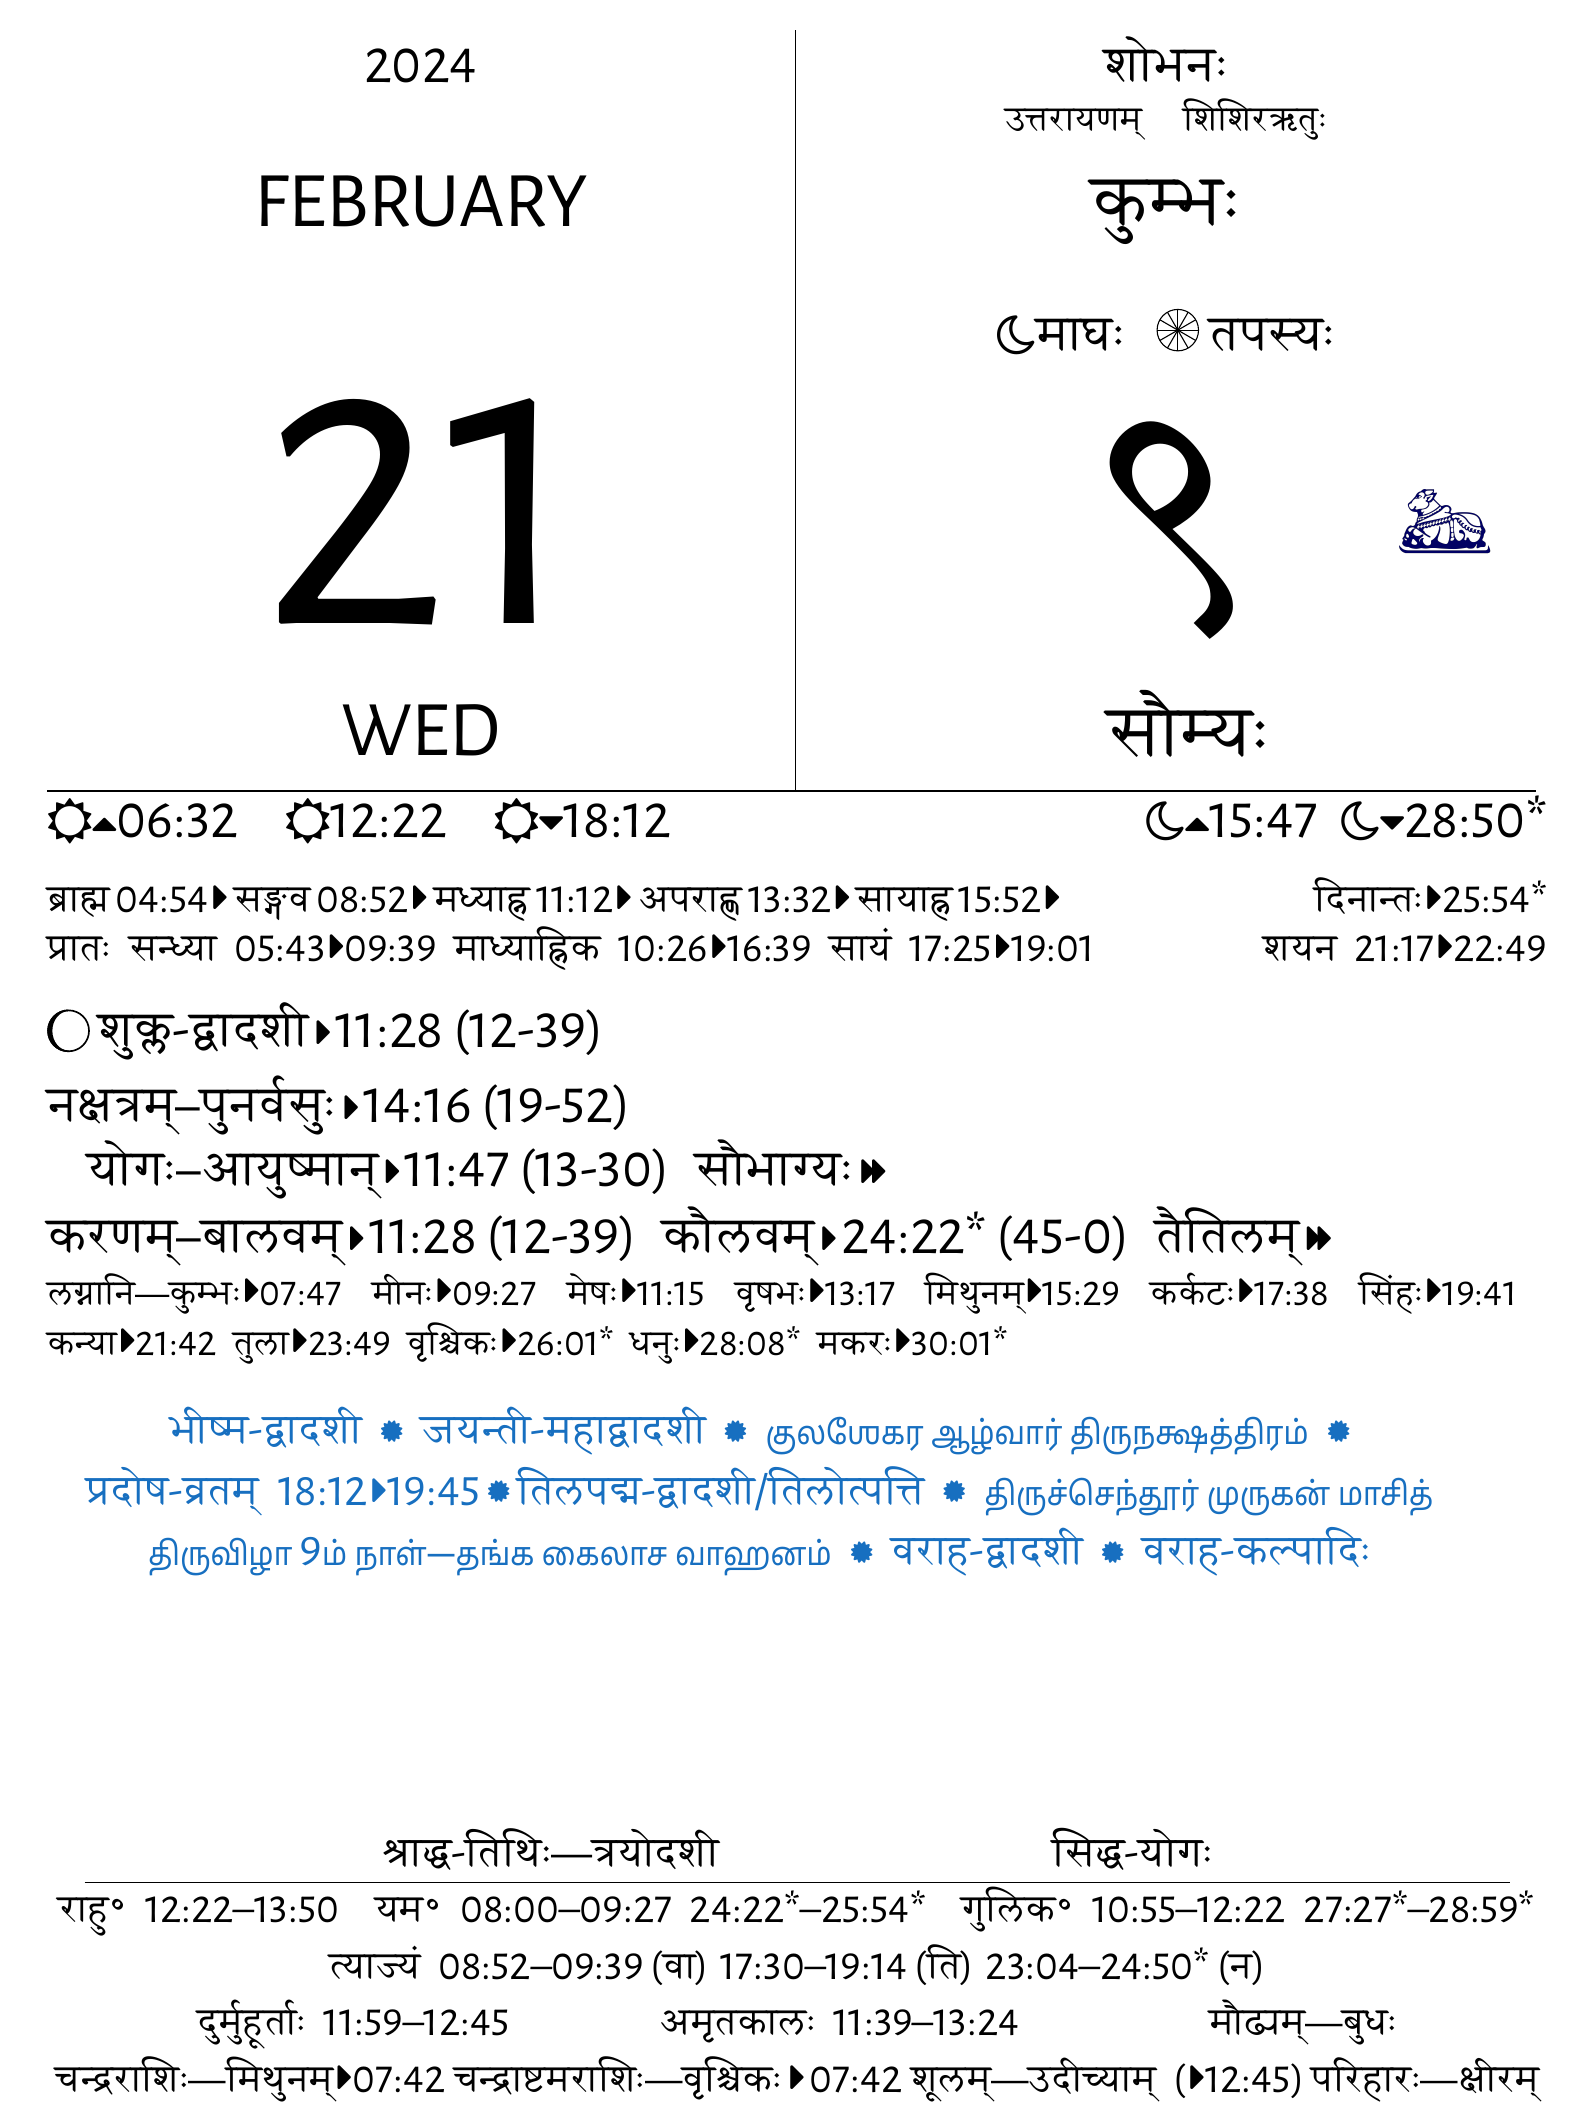 2024
शोभनः
उत्तरायणम् शिशिरऋतुः
FEBRUARY
कुम्भः
माघः तपस्यः
21
९
WED
सौम्यः
06:32 12:22 18:12 15:47 28:50*
ब्राह्म 04:54 सङ्गव 08:52 मध्याह्न 11:12 अपराह्ण 13:32 सायाह्न 15:52 दिनान्तः 25:54*
प्रातः सन्ध्या 05:43 09:39 माध्याह्निक 10:26 16:39 सायं 17:25 19:01 शयन 21:17 22:49
शुक्ल-द्वादशी 11:28 (12-39)
नक्षत्रम्–पुनर्वसुः 14:16 (19-52)
योगः–आयुष्मान् 11:47 (13-30) सौभाग्यः
करणम्–बालवम् 11:28 (12-39) कौलवम् 24:22* (45-0) तैतिलम्
लग्नानि—कुम्भः 07:47 मीनः 09:27 मेषः 11:15 वृषभः 13:17 मिथुनम् 15:29 कर्कटः 17:38 सिंहः 19:41
कन्या 21:42 तुला 23:49 वृश्चिकः 26:01* धनुः 28:08* मकरः 30:01*
भीष्म-द्वादशी जयन्ती-महाद्वादशी குலஶேகர ஆழ்வார் திருநக்ஷத்திரம்
प्रदोष-व्रतम् 18:12 19:45 तिलपद्म-द्वादशी/तिलोत्पत्ति திருச்செந்தூர் முருகன் மாசித்
திருவிழா 9ம் நாள்—தங்க கைலாச வாஹனம் वराह-द्वादशी वराह-कल्पादिः
श्राद्ध-तिथिः—त्रयोदशी सिद्ध-योगः
राहु॰ 12:22–13:50 यम॰ 08:00–09:27 24:22*–25:54* गुलिक॰ 10:55–12:22 27:27*–28:59*
त्याज्यं 08:52–09:39 (वा) 17:30–19:14 (ति) 23:04–24:50* (न)
दुर्मुहूर्ताः 11:59–12:45 अमृतकालः 11:39–13:24 मौढ्यम्—बुधः
चन्द्रराशिः—मिथुनम् 07:42 चन्द्राष्टमराशिः—वृश्चिकः 07:42 शूलम्—उदीच्याम् (12:45) परिहारः—क्षीरम्